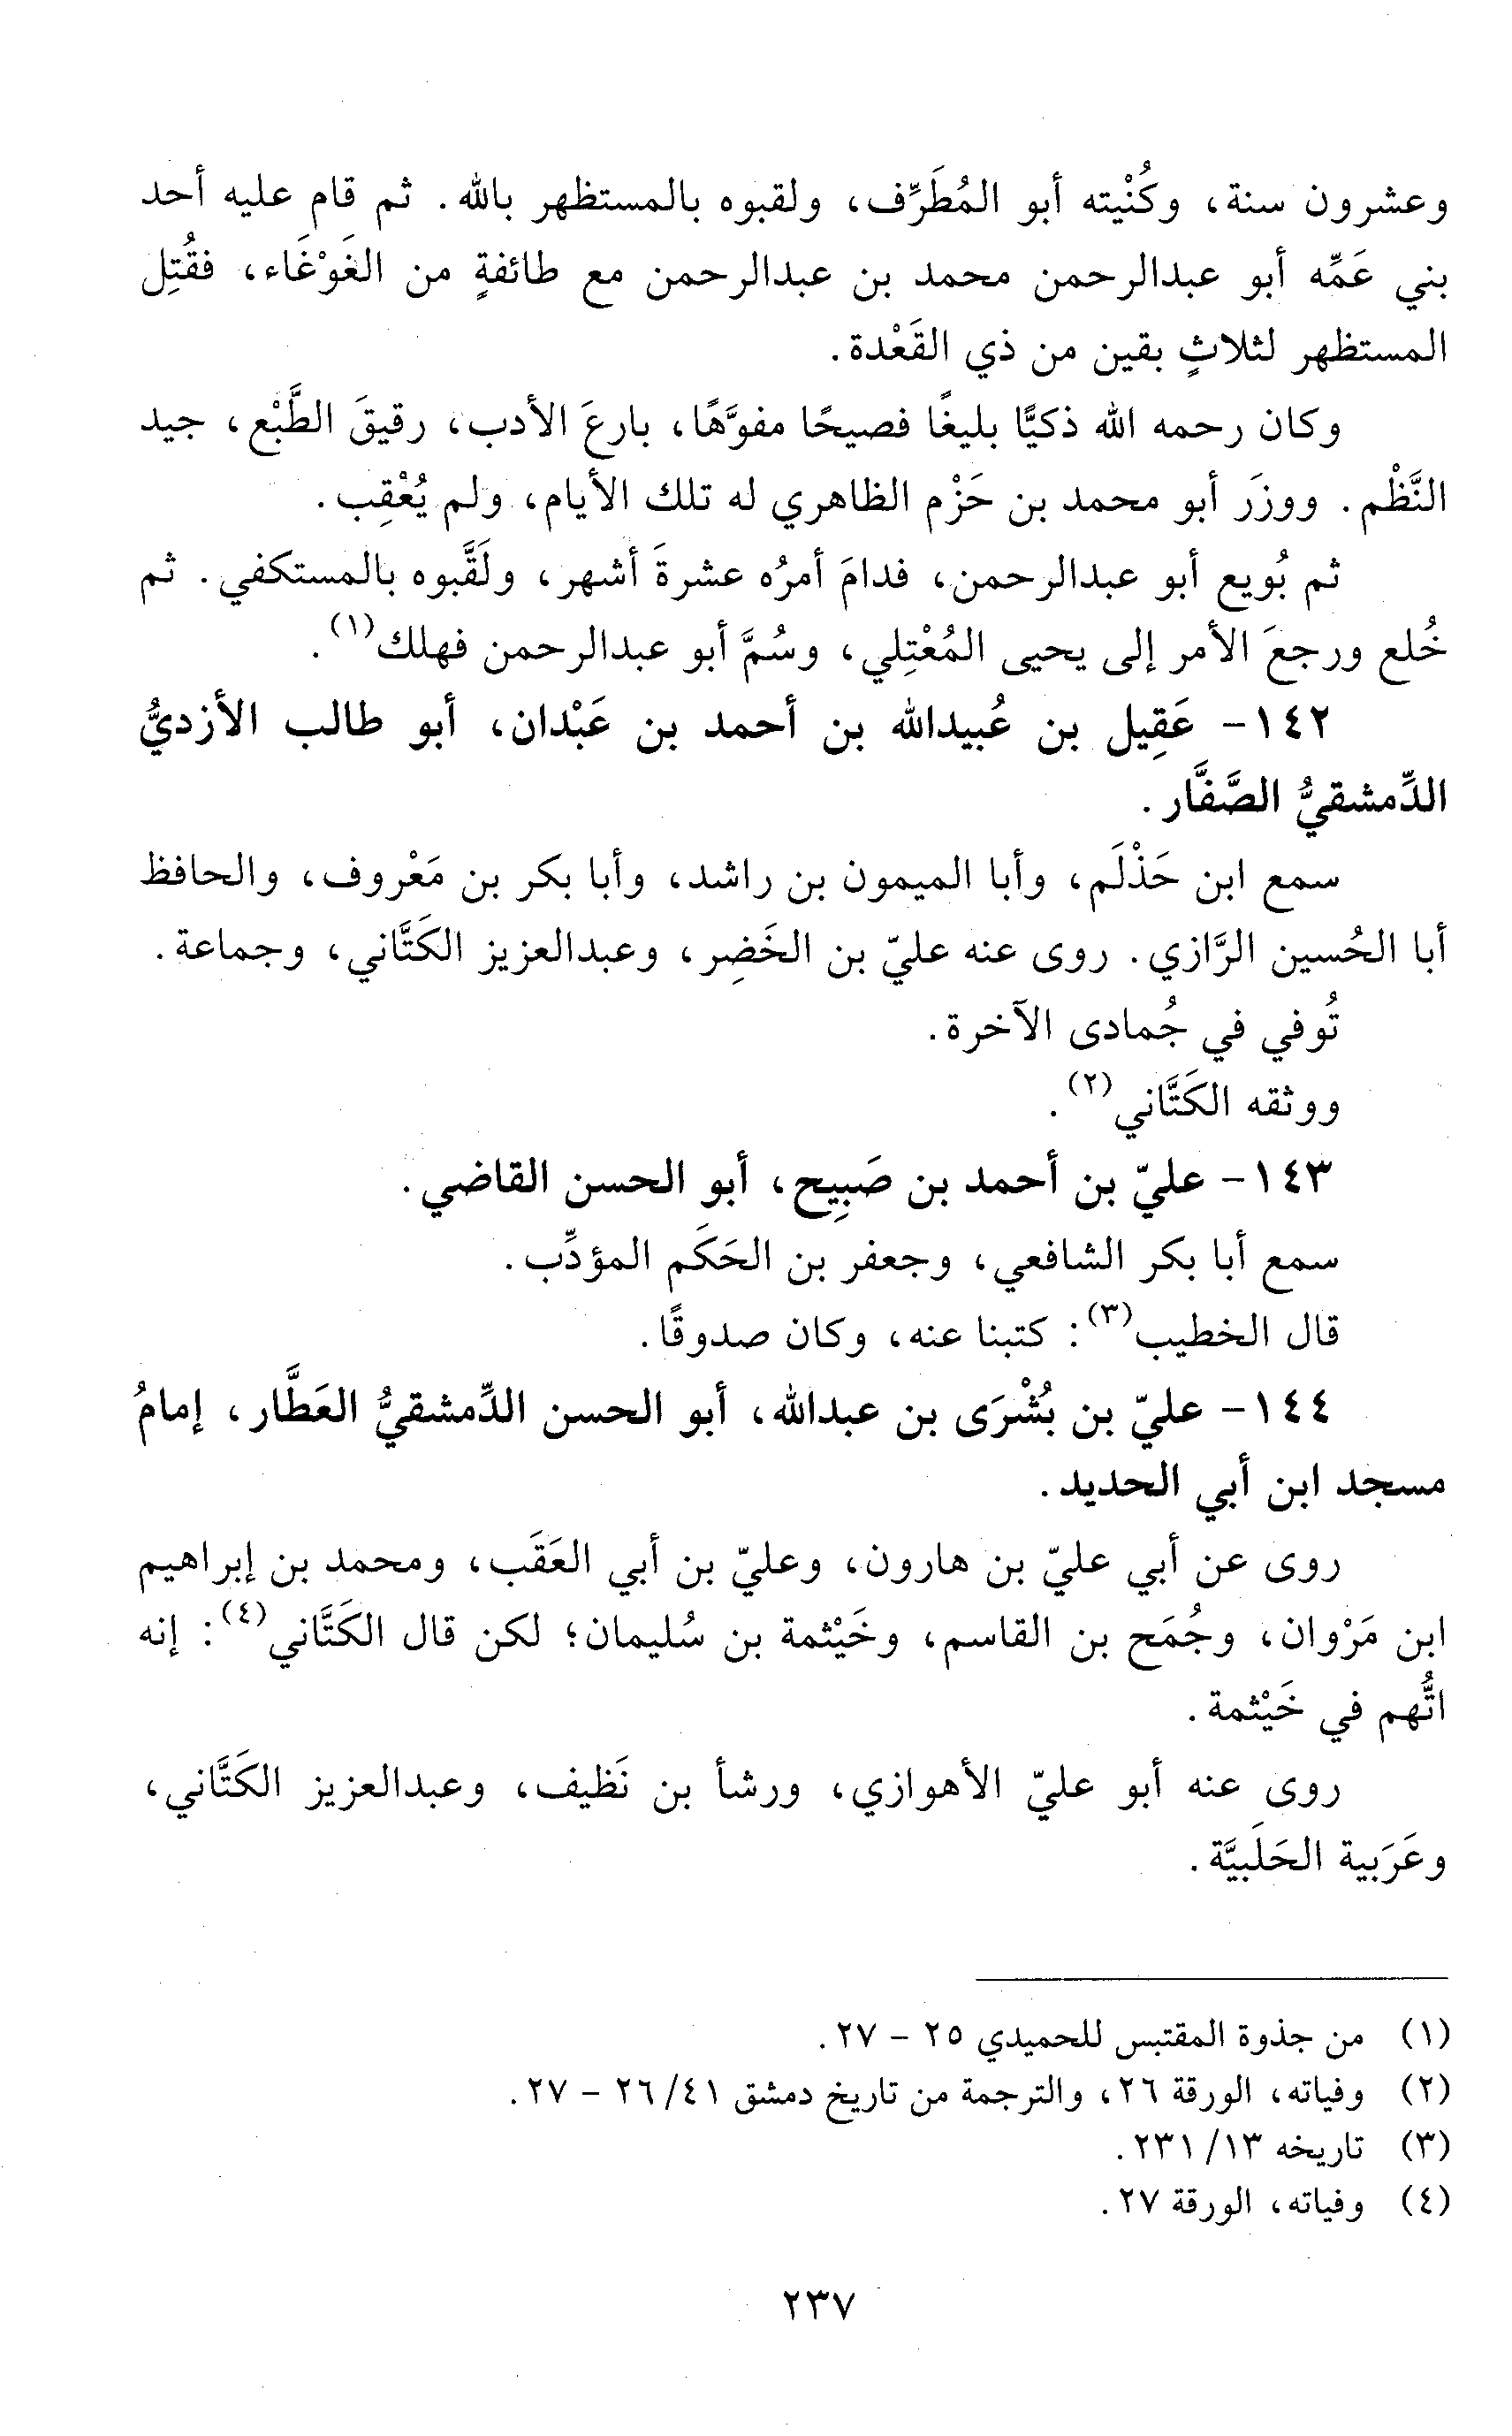 وعشرون سنة، وكُنْيته أبو المُطَرِّف، ولقبوه بالمستظهر بالله. ثم قام عليه أحد
بني عَمِّه أبو عبدالرحمن محمد بن عبدالرحمن مع طائفةٍ من الغَوْغَاء، فقُتِل
المستظهر لثلاثٍ بقين من ذي القَعْدة.
وكان رحمه الله ذكيًّا بليغًا فصيحًا مفوَّهًا، بارعَ الأدب، رقيقَ الطَّبْع، جيد
النَّظْم. ووزرَ أبو محمد بن حَزْم الظاهري له تلك الأيام، ولم يُعْقِب.
ثم بُويع أبو عبدالرحمن، فدامَ أمرُه عشرةَ أشهر، ولَقَّبوه بالمستكفي. ثم
خُلع ورجعَ الأمر إلى يحيى المُعْتِلي، وسُمَّ أبو عبدالرحمن فهلك(١).
١٤٢- عَقِيل بن عُبيدالله بن أحمد بن عَبْدان، أبو طالب الأزديُّ
الدِّمشقيُّ الصَّفَّار.
سمع ابن حَذْلَم، وأبا الميمون بن راشد، وأبا بكر بن مَعْروف، والحافظ
أبا الحُسين الرَّازي. روى عنه عليّ بن الخَضِر، وعبدالعزيز الكَتَّاني، وجماعة.
تُوفي في جُمادى الآخرة.
ووثقه الكَتَّاني(٢).
١٤٣- عليّ بن أحمد بن صَبِيح، أبو الحسن القاضي.
سمع أبا بكر الشافعي، وجعفر بن الحَكَم المؤدِّب.
قال الخطيب(٣): كتبنا عنه، وكان صدوقًا.
١٤٤- عليّ بن بُشْرَى بن عبدالله، أبو الحسن الدِّمشقيُّ العَطَّار، إمامُ
مسجد ابن أبي الحديد.
روى عن أبي عليّ بن هارون، وعليّ بن أبي العَقَب، ومحمد بن إبراهيم
ابن مَرْوان، وجُمَح بن القاسم، وخَيْثمة بن سُليمان؛ لكن قال الكَتَّاني(٤): إنه
اتُّهم في خَيْثمة.
روى عنه أبو عليّ الأهوازي، ورشأ بن نَظيف، وعبدالعزيز الكَتَّاني،
وعَرَبية الحَلَبيَّة.
(١) من جذوة المقتبس للحميدي ٢٥ - ٢٧.
(٢) وفياته، الورقة ٢٦، والترجمة من تاريخ دمشق ٤١/ ٢٦ - ٢٧.
(٣) تاريخه ١٣/ ٢٣١.
(٤) وفياته، الورقة ٢٧.
٢٣٧